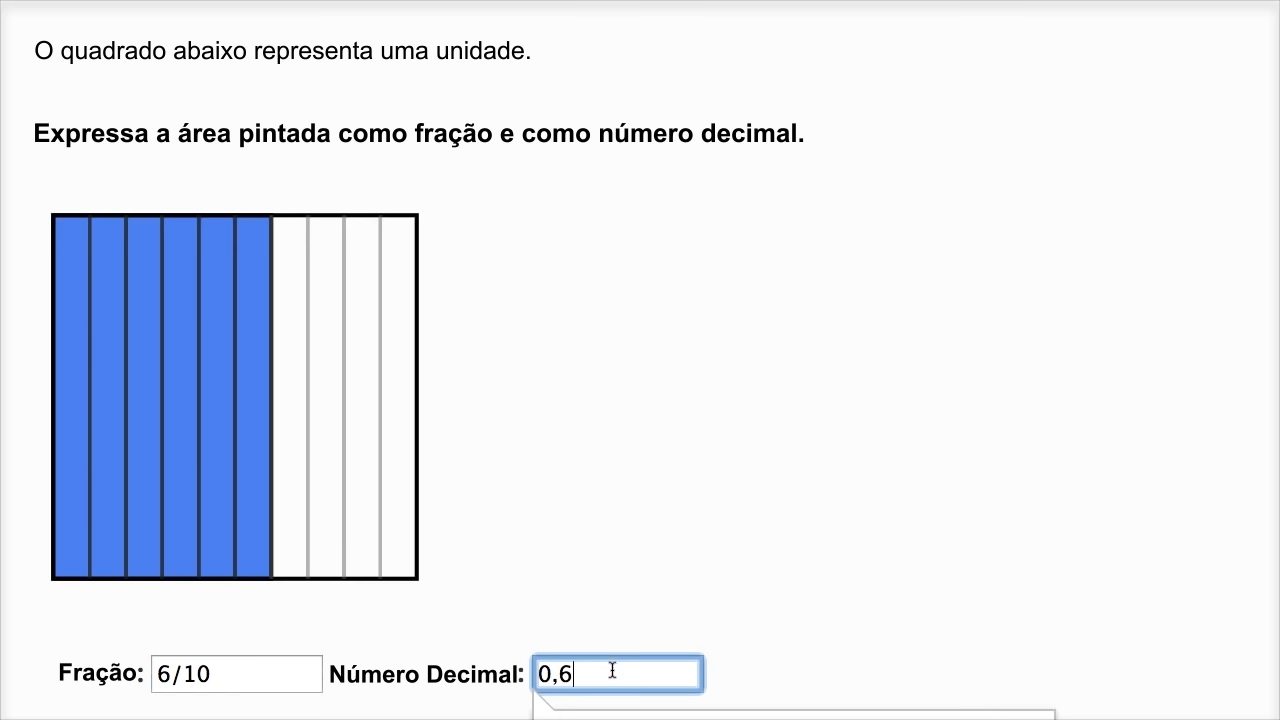 O quadrado abaixo representa uma unidade.
Expressa a área pintada como fração e como número decimal.
Fração: 6/10 Número Decimal: 0,6